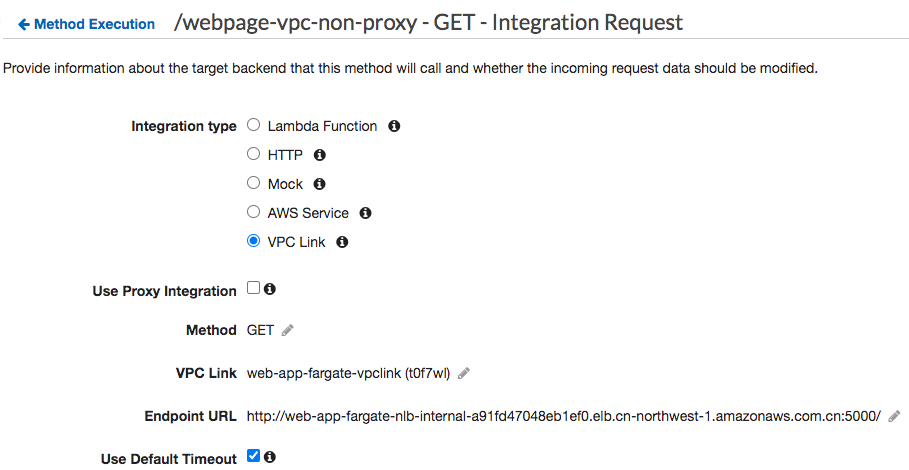 Method Execution /webpage-vpc-non-proxy - GET - Integration Request
Provide information about the target backend that this method will call and whether the incoming request data should be modified.
Integration type Lambda Function
HTTP
Mock
AWS Service
VPC Link
Use Proxy Integration
Method GET
VPC Link web-app-fargate-vpclink (t0f7wl)
Endpoint URL http://web-app-fargate-nlb-internal-a91fd47048eb1ef0.elb.cn-northwest-1.amazonaws.com.cn:5000/
Use Default Timeout